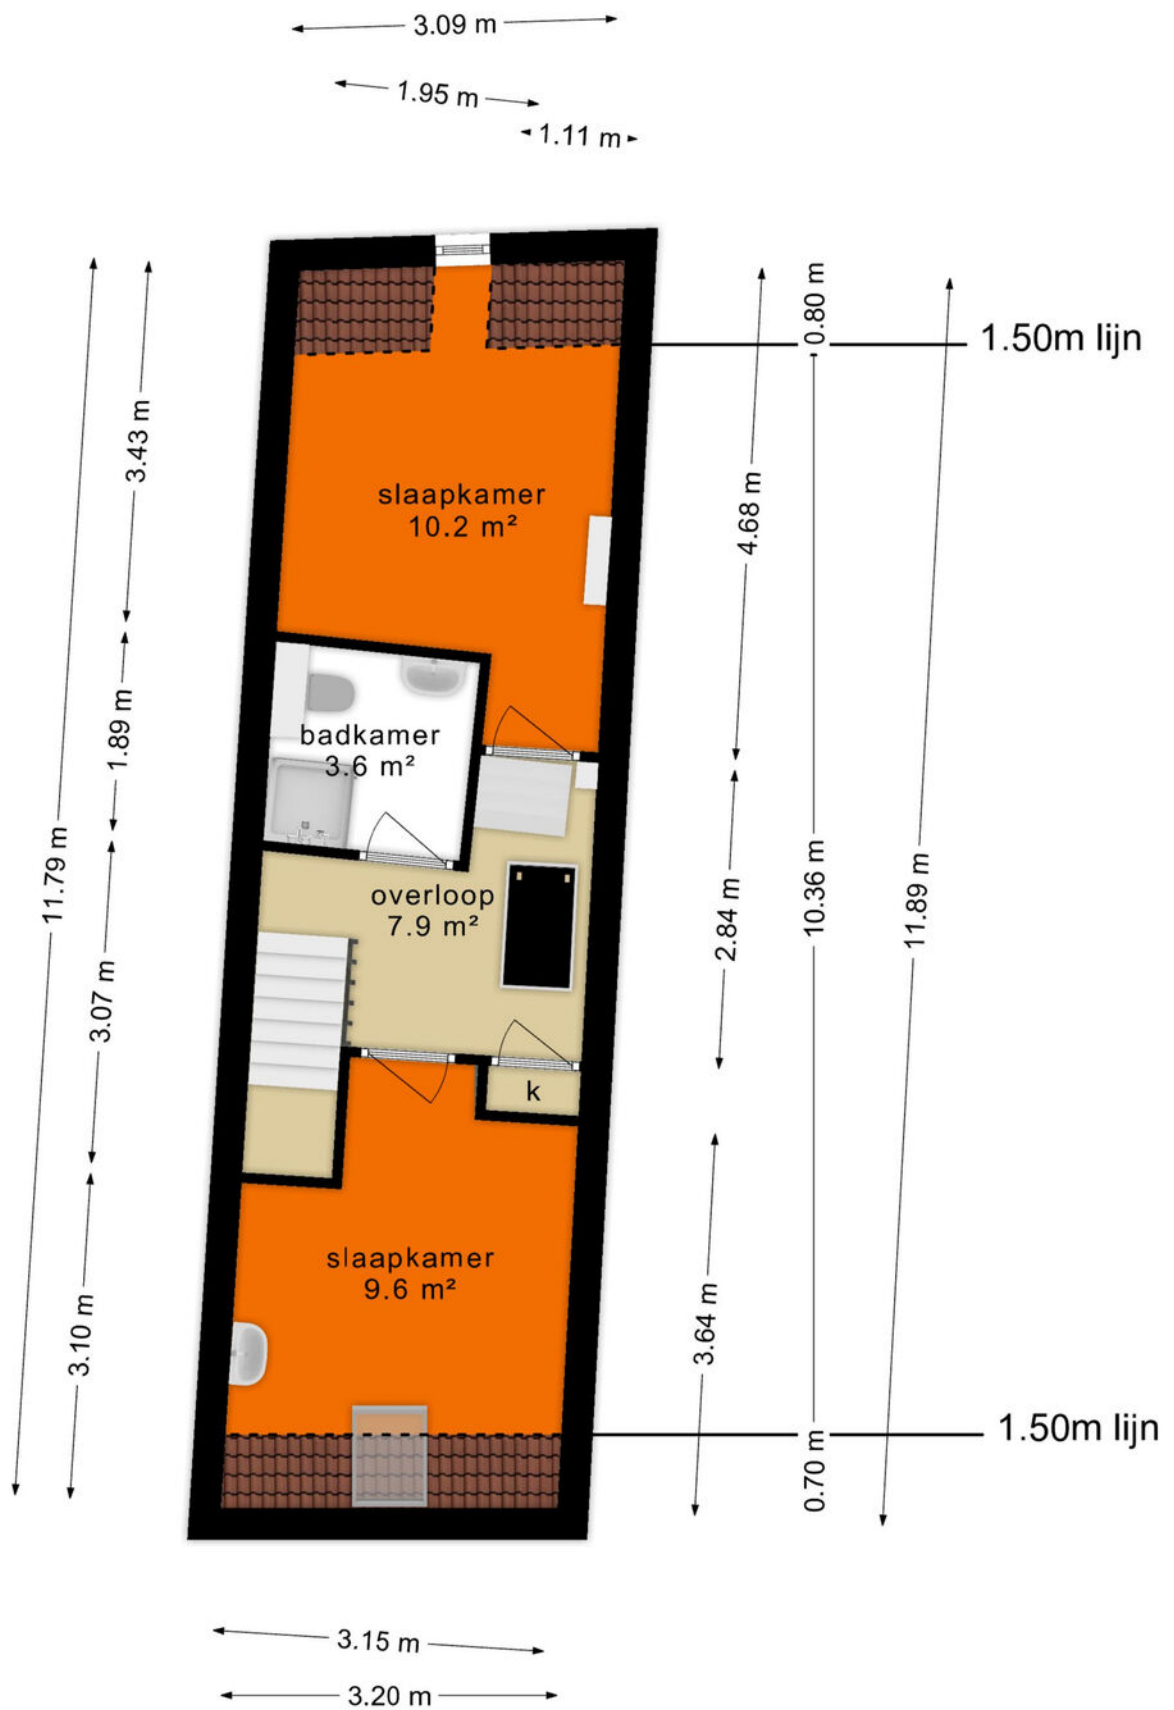 3.09 m
1.95 m
1.11 m
0.80 m
1.50m lijn
3.43 m
4.68 m
slaapkamer
10.2 m²
1.89 m
badkamer
3.6 m²
11.79 m
10.36 m
11.89 m
overloop
7.9 m²
2.84 m
3.07 m
k
slaapkamer
9.6 m²
3.10 m
3.64 m
1.50m lijn
0.70 m
3.15 m
3.20 m